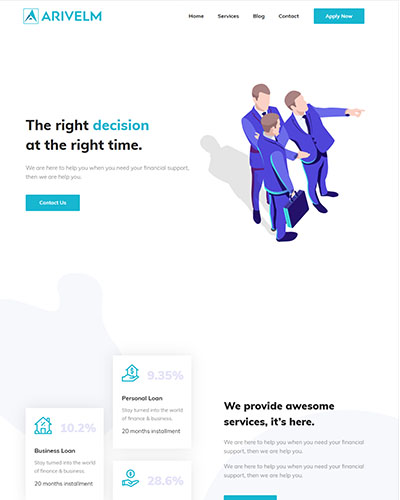 ARIVELM
Home Services Blog Contact Apply Now
The right decision
at the right time.
We are here to help you when you need your financial support,
then we are help you.
Contact Us
9.35%
Personal Loan
Stay turned into the world
of finance & business.
20 months installment
10.2%
Business Loan
Stay turned into the world
of finance & business.
20 months installment
28.6%
We provide awesome
services, it's here.
We are here to help you when you need your financial
support, then we are help you.
We are here to help you when you need your financial
support, then we are help you.